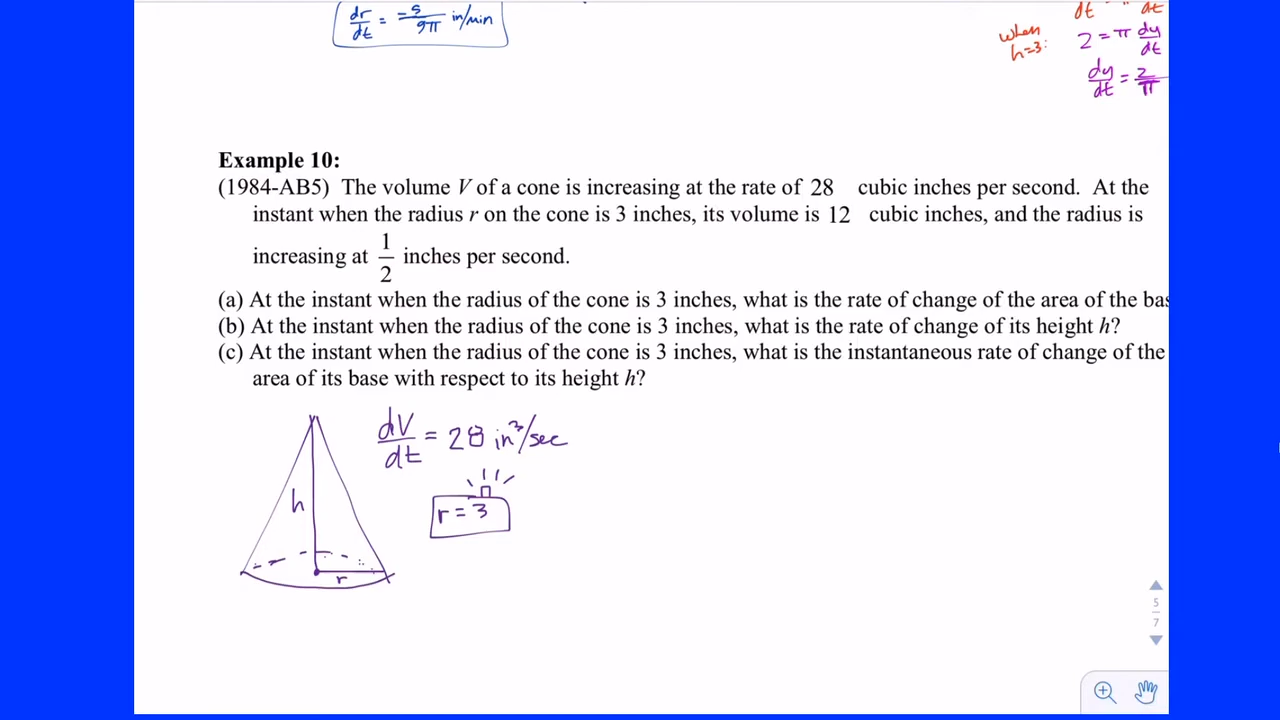 dr/dt = -5/9π in/min
dt dt
when h=3: 2 = π dy/dt
dy/dt = 2/π
Example 10:
(1984-AB5) The volume V of a cone is increasing at the rate of 28 cubic inches per second. At the
instant when the radius r on the cone is 3 inches, its volume is 12 cubic inches, and the radius is
increasing at 1/2 inches per second.
(a) At the instant when the radius of the cone is 3 inches, what is the rate of change of the area of the bas
(b) At the instant when the radius of the cone is 3 inches, what is the rate of change of its height h?
(c) At the instant when the radius of the cone is 3 inches, what is the instantaneous rate of change of the
area of its base with respect to its height h?
dV/dt = 28 in³/sec
h
r = 3
r
5
7